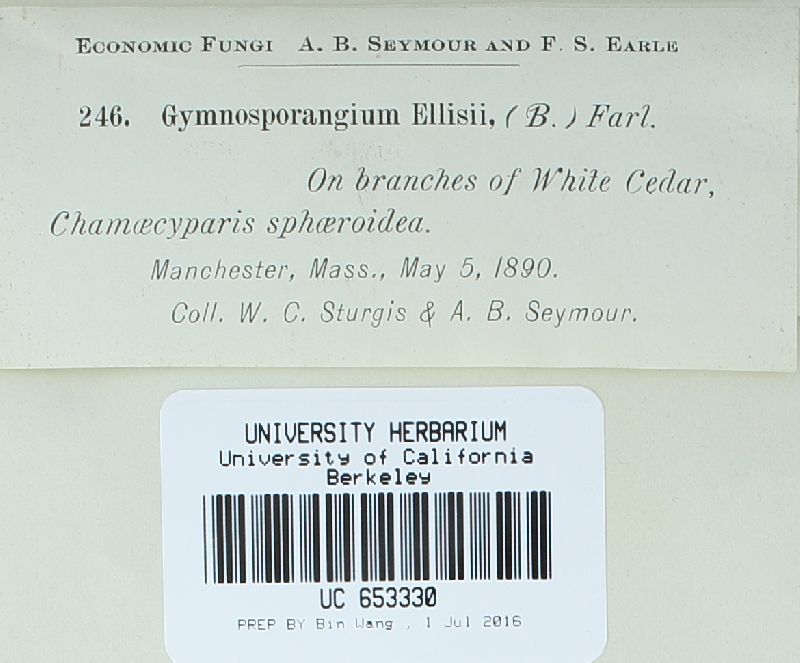 Economic Fungi A. B. Seymour and F. S. Earle
246. Gymnosporangium Ellisii, (B.) Farl.
On branches of White Cedar,
Chamæcyparis sphæroidea.
Manchester, Mass., May 5, 1890.
Coll. W. C. Sturgis & A. B. Seymour.
UNIVERSITY HERBARIUM
University of California
Berkeley
UC 653330
PREP BY Bin Wang , 1 Jul 2016